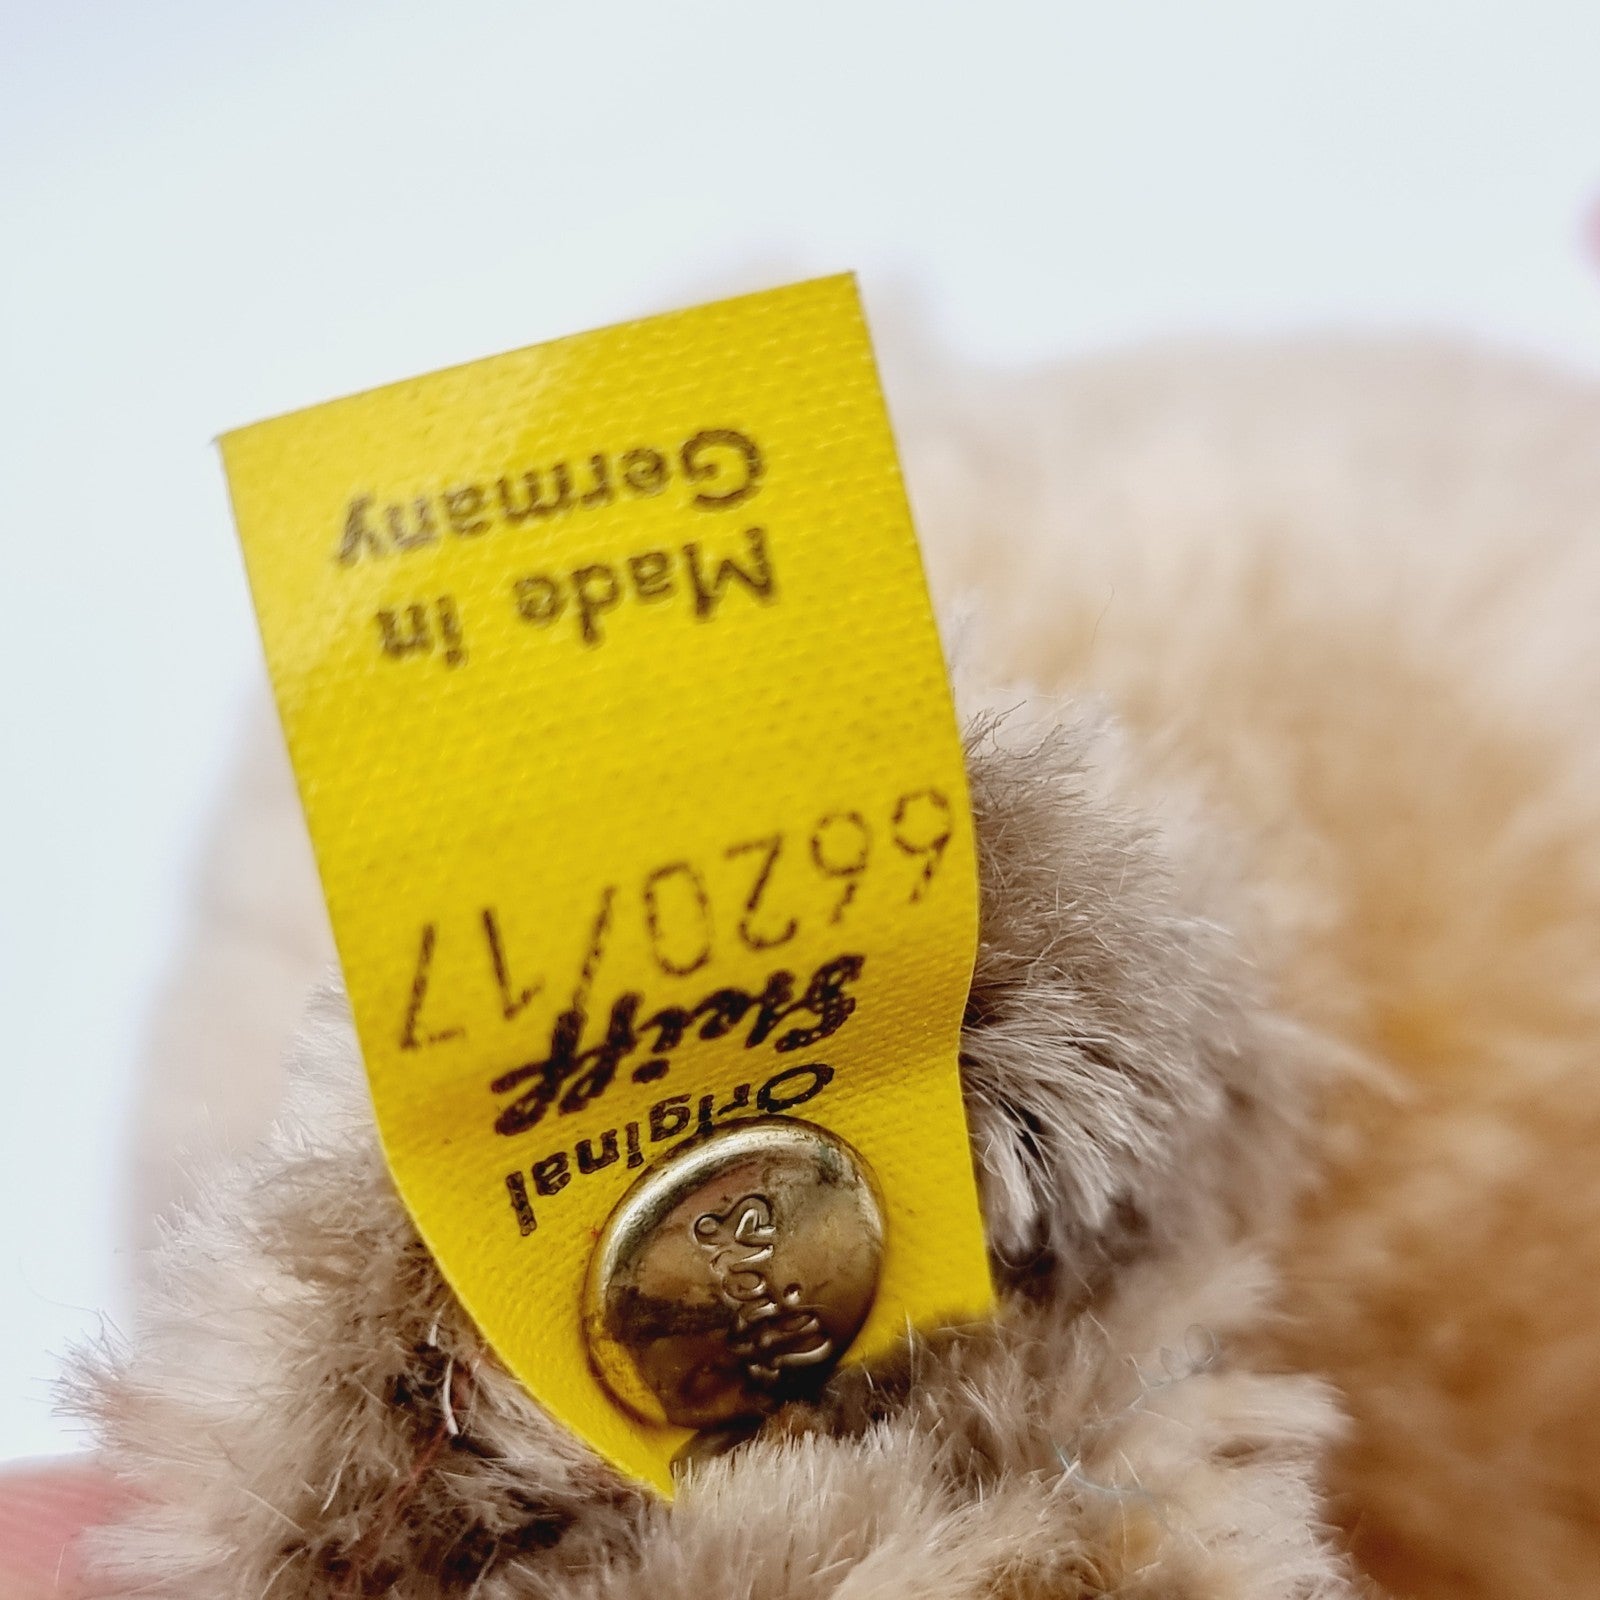 Original
Steiff
6620/17
Made in
Germany
Steiff